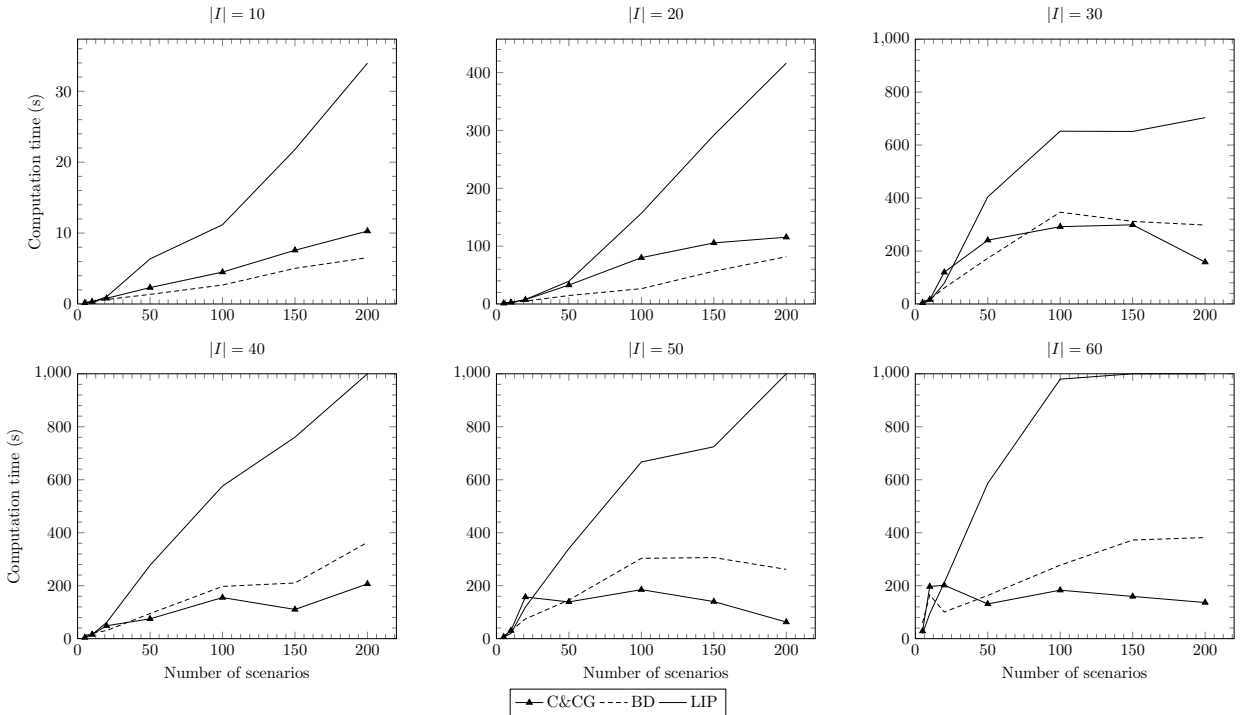 |I| = 10
|I| = 20
|I| = 30
Computation time (s)
30
20
10
0
0 50 100 150 200
400
300
200
100
0
0 50 100 150 200
1,000
800
600
400
200
0
0 50 100 150 200
|I| = 40
|I| = 50
|I| = 60
Computation time (s)
1,000
800
600
400
200
0
0 50 100 150 200
Number of scenarios
1,000
800
600
400
200
0
0 50 100 150 200
Number of scenarios
1,000
800
600
400
200
0
0 50 100 150 200
Number of scenarios
C&CG BD LIP